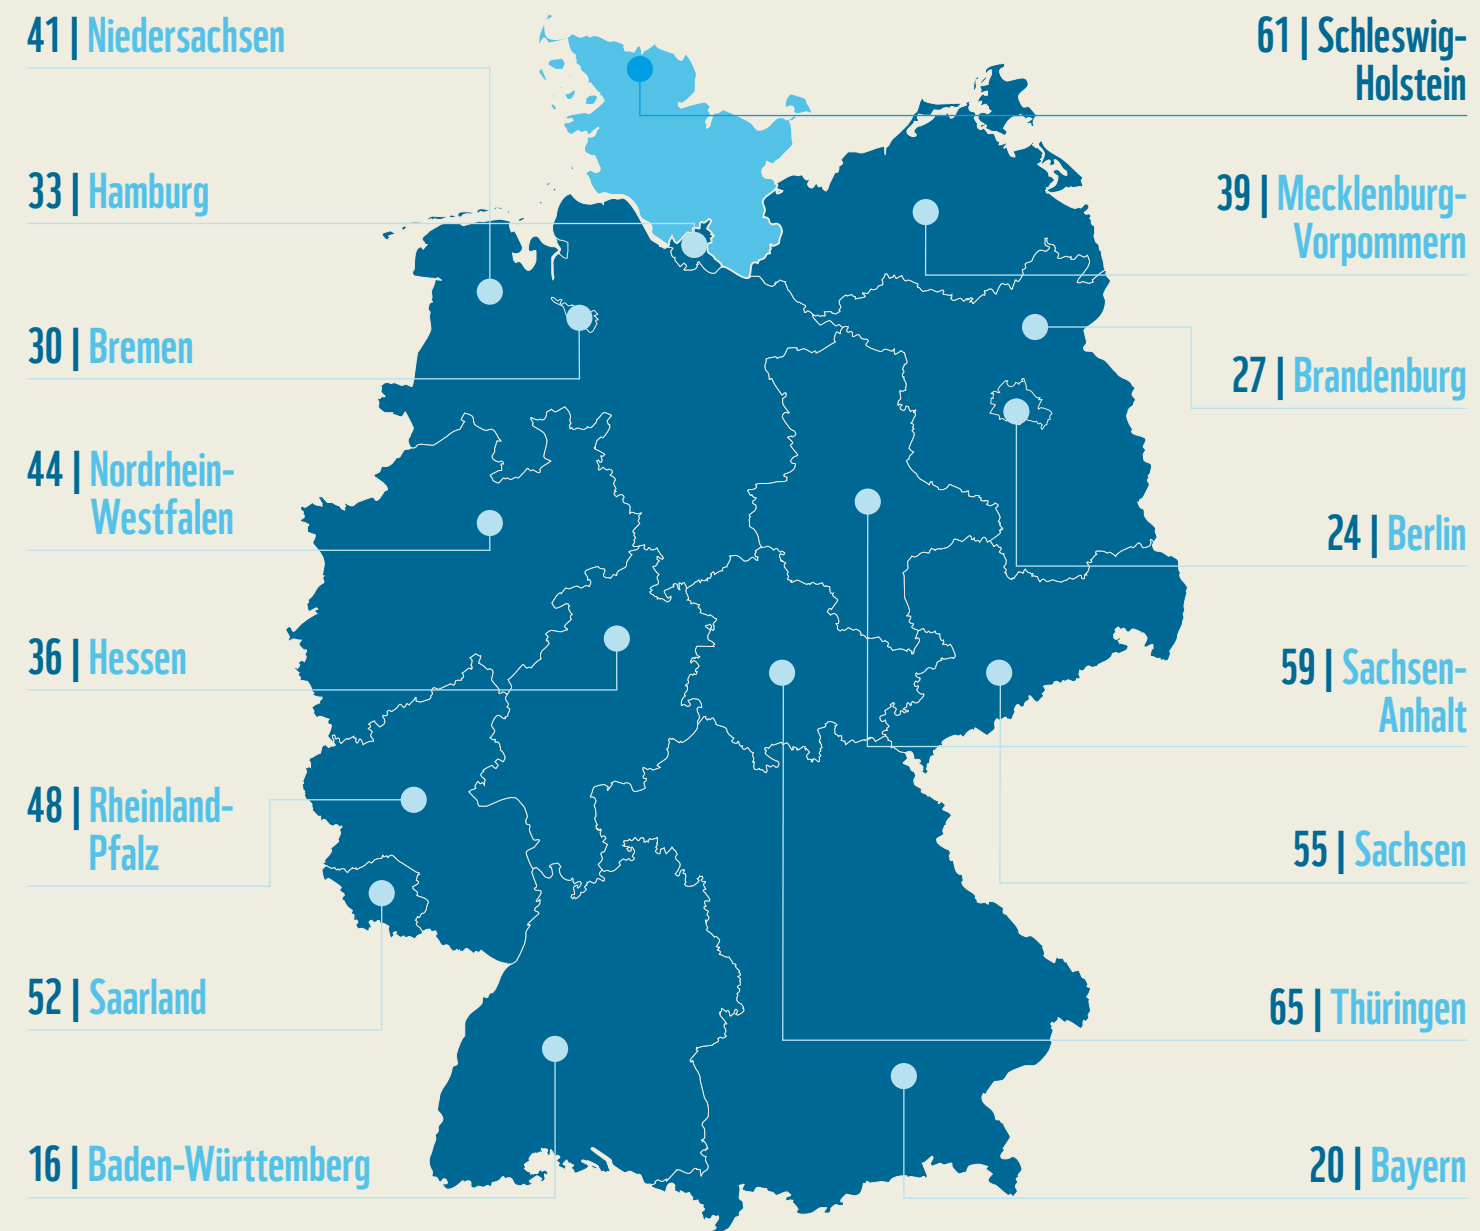 41 | Niedersachsen
33 | Hamburg
30 | Bremen
44 | Nordrhein-
Westfalen
36 | Hessen
48 | Rheinland-
Pfalz
52 | Saarland
16 | Baden-Württemberg
61 | Schleswig-
Holstein
39 | Mecklenburg-
Vorpommern
27 | Brandenburg
24 | Berlin
59 | Sachsen-
Anhalt
55 | Sachsen
65 | Thüringen
20 | Bayern